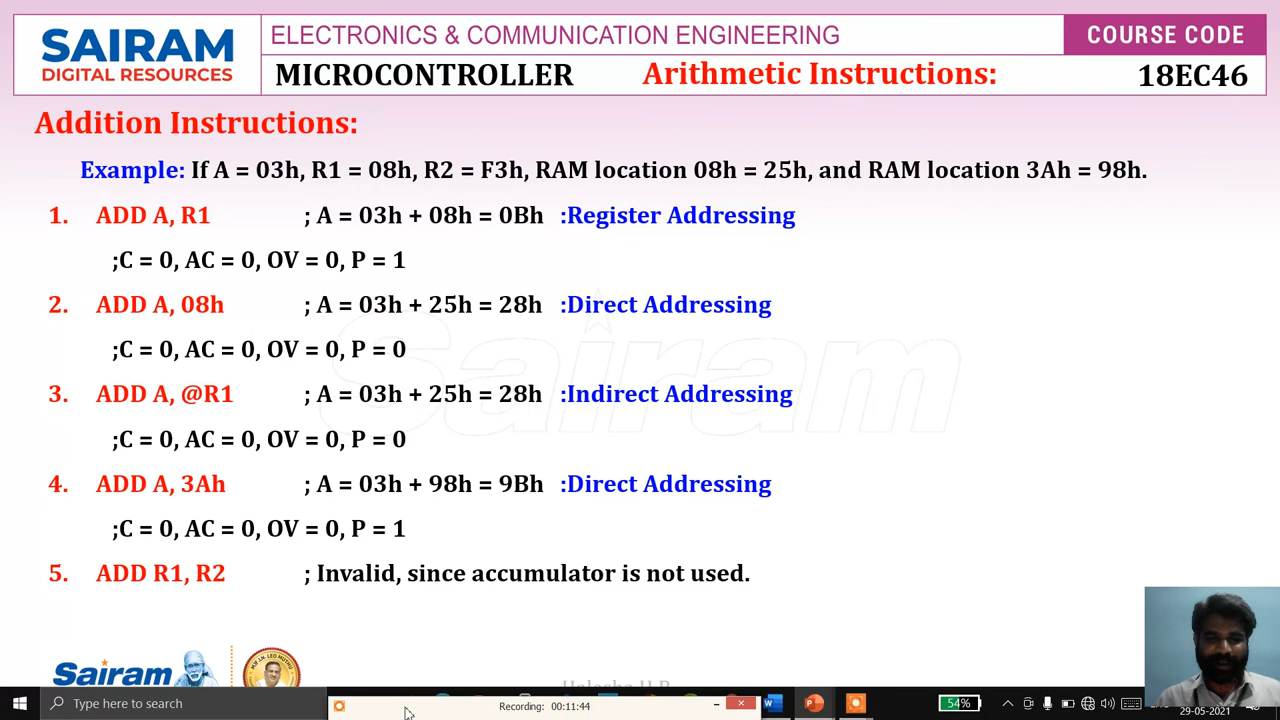 SAIRAM
DIGITAL RESOURCES
ELECTRONICS & COMMUNICATION ENGINEERING
COURSE CODE
MICROCONTROLLER
Arithmetic Instructions:
18EC46
Addition Instructions:
Example: If A = 03h, R1 = 08h, R2 = F3h, RAM location 08h = 25h, and RAM location 3Ah = 98h.
1. ADD A, R1 ; A = 03h + 08h = 0Bh :Register Addressing
;C = 0, AC = 0, OV = 0, P = 1
2. ADD A, 08h ; A = 03h + 25h = 28h :Direct Addressing
;C = 0, AC = 0, OV = 0, P = 0
3. ADD A, @R1 ; A = 03h + 25h = 28h :Indirect Addressing
;C = 0, AC = 0, OV = 0, P = 0
4. ADD A, 3Ah ; A = 03h + 98h = 9Bh :Direct Addressing
;C = 0, AC = 0, OV = 0, P = 1
5. ADD R1, R2 ; Invalid, since accumulator is not used.
Sairam
Sairam
Type here to search
Recording: 00:11:44
54%
29-05-2021